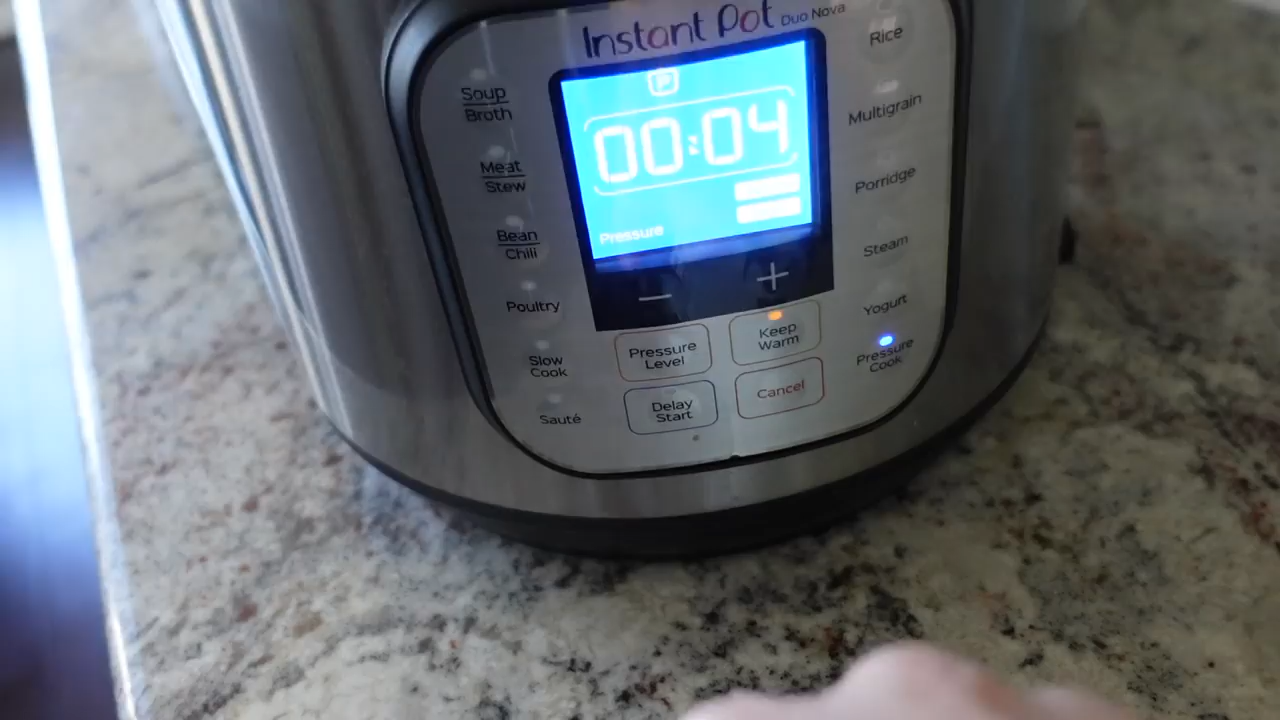 Instant Pot Duo Nova
P
00:04
Pressure
Soup
Broth
Meat
Stew
Bean
Chili
Poultry
Slow
Cook
Sauté
Rice
Multigrain
Porridge
Steam
Yogurt
Pressure
Cook
−
+
Pressure
Level
Keep
Warm
Delay
Start
Cancel